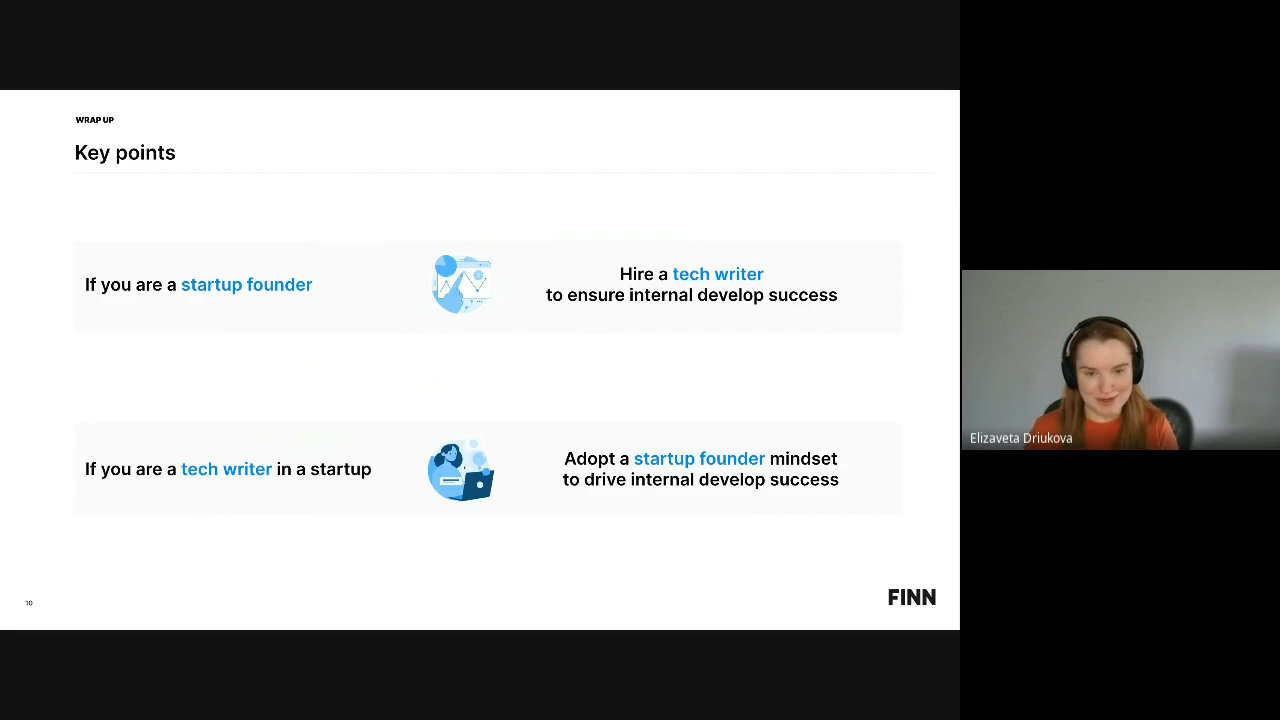 WRAP UP
Key points
If you are a startup founder
Hire a tech writer
to ensure internal develop success
If you are a tech writer in a startup
Adopt a startup founder mindset
to drive internal develop success
10
FINN
Elizaveta Driukova